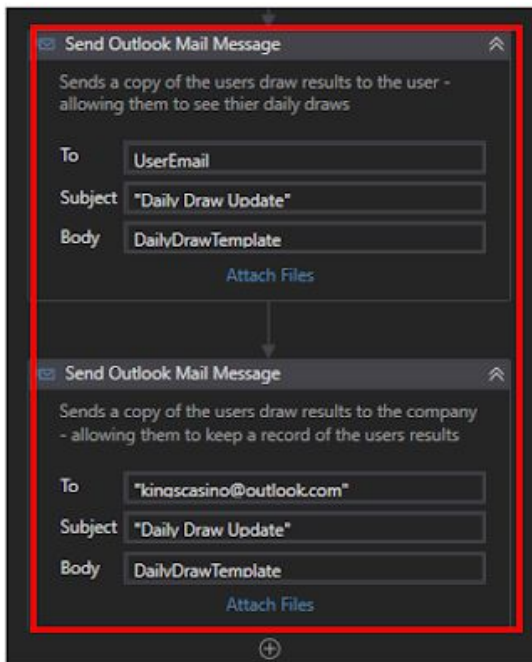 Send Outlook Mail Message
Sends a copy of the users draw results to the user -
allowing them to see thier daily draws
To
UserEmail
Subject
"Daily Draw Update"
Body
DailyDrawTemplate
Attach Files
Send Outlook Mail Message
Sends a copy of the users draw results to the company
- allowing them to keep a record of the users results
To
"kingscasino@outlook.com"
Subject
"Daily Draw Update"
Body
DailyDrawTemplate
Attach Files